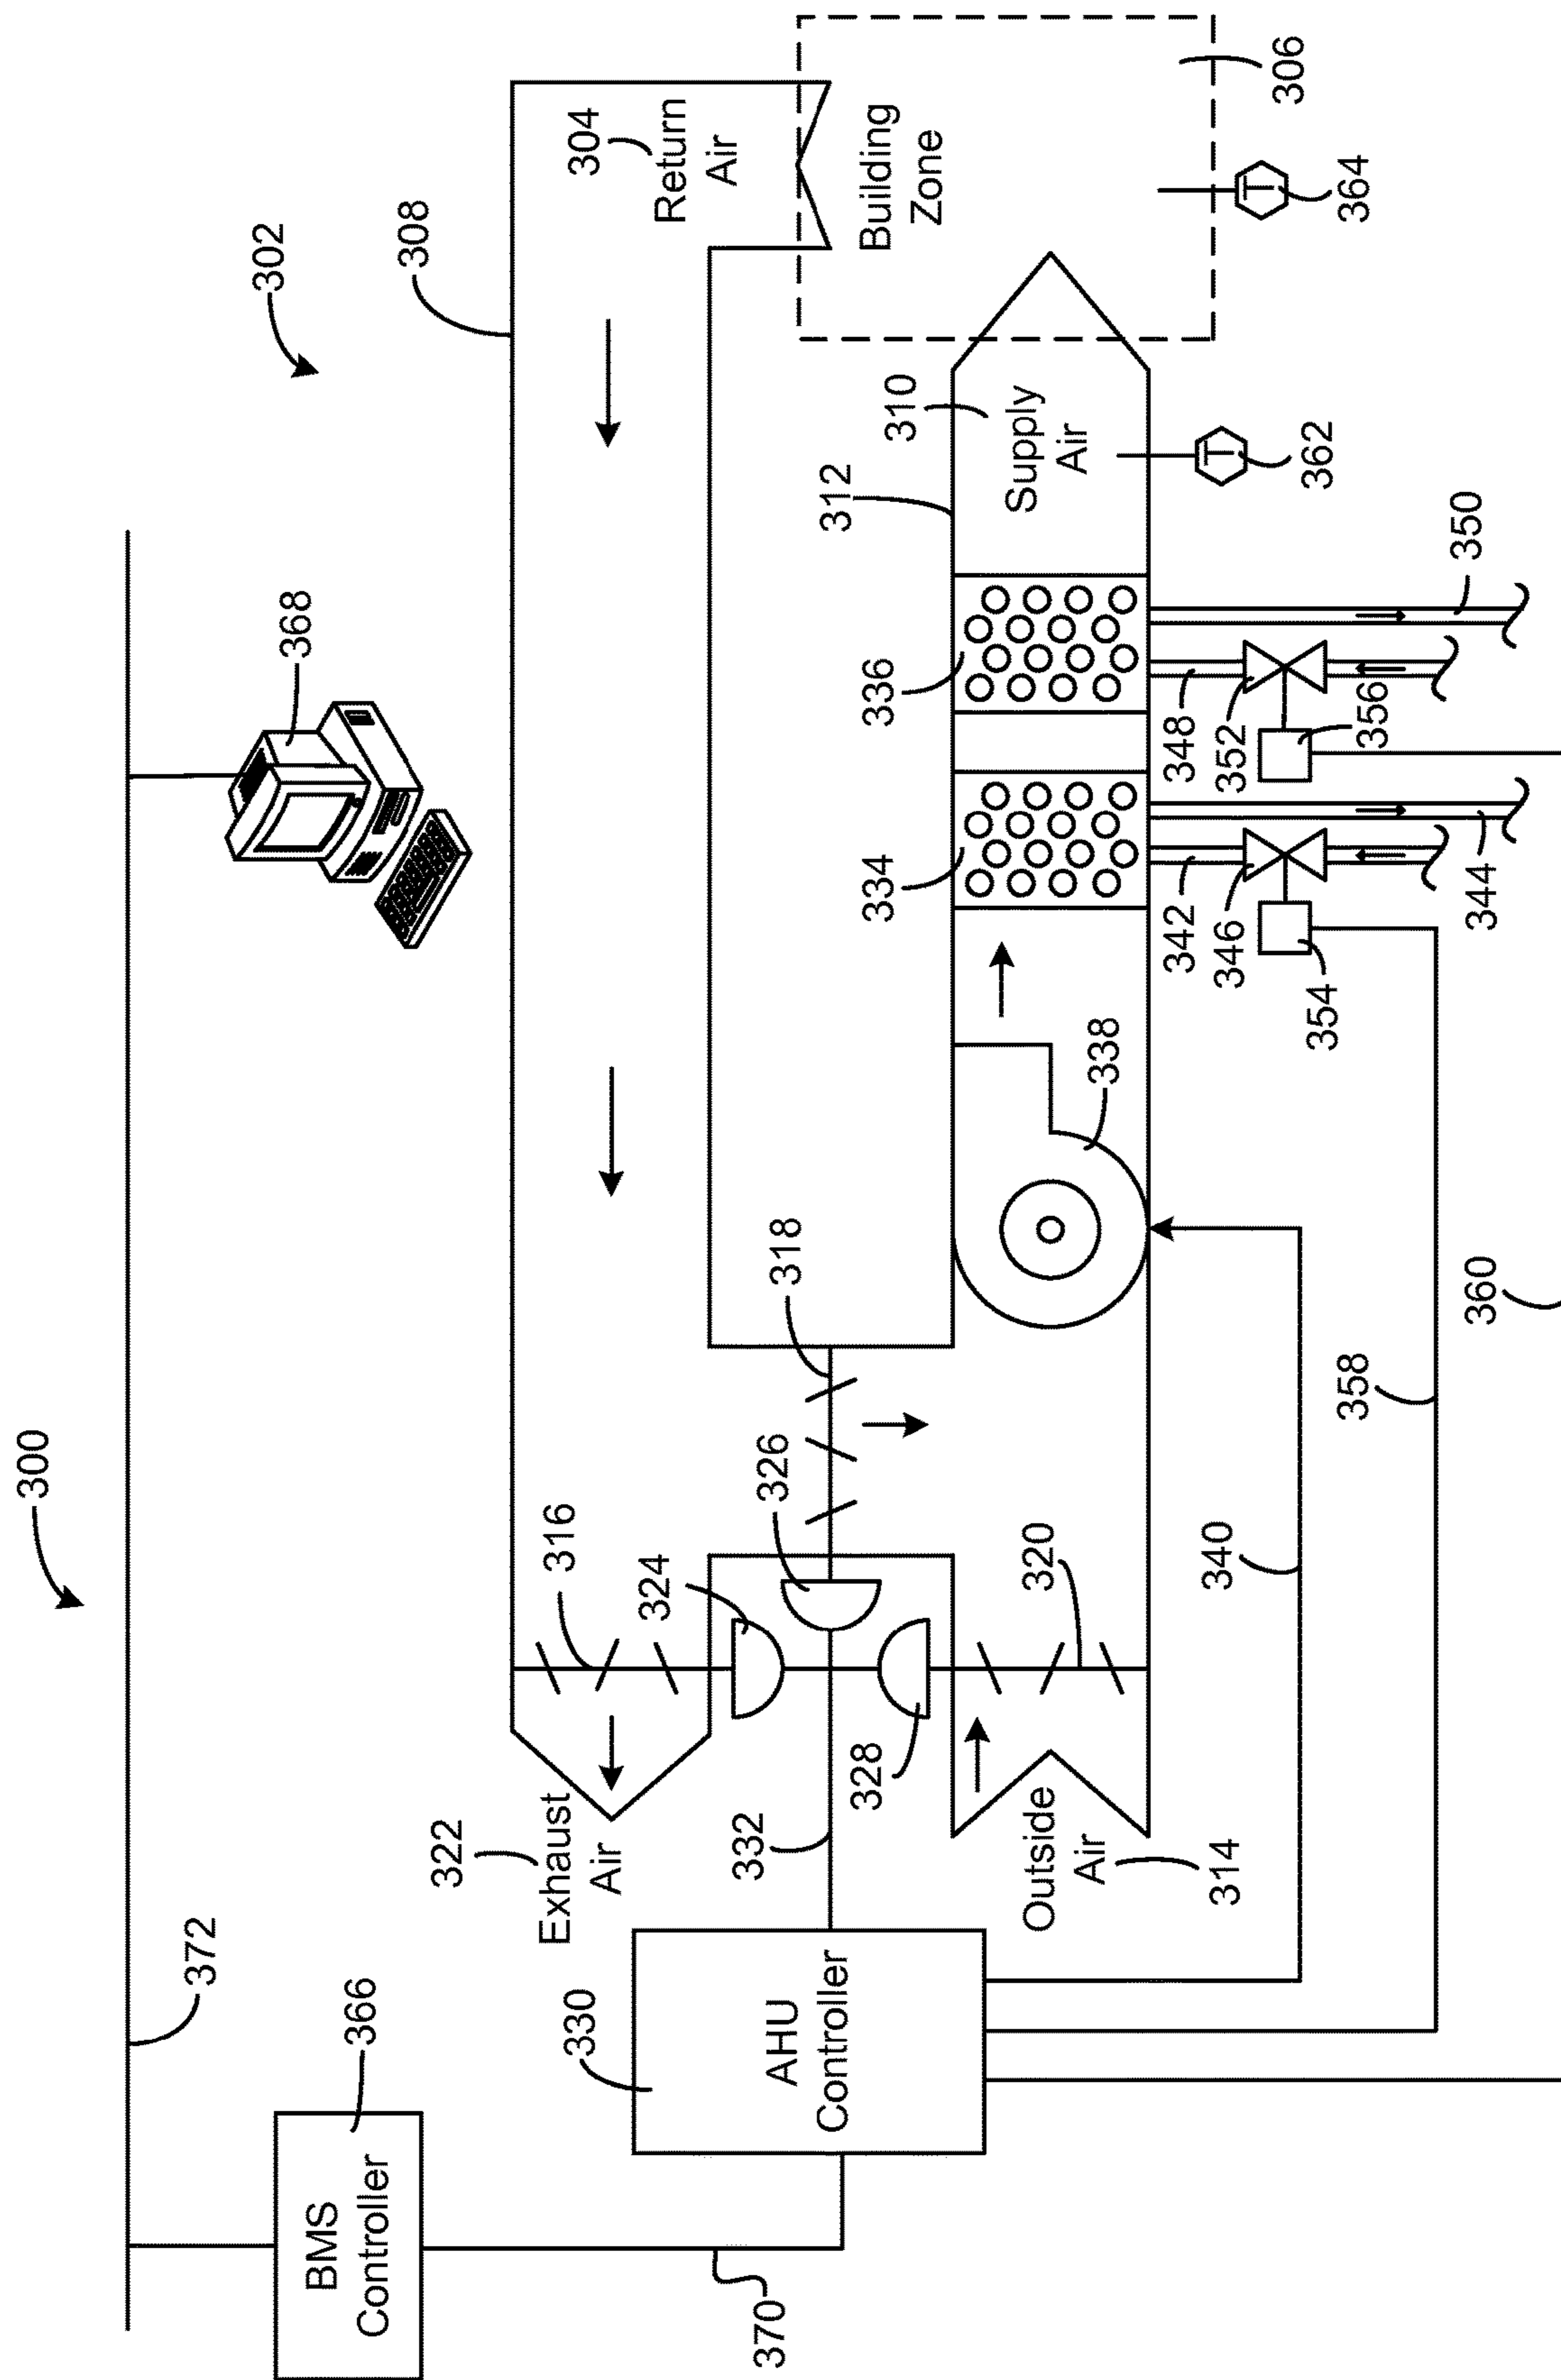 300
372
366
BMS
Controller
370
368
302
308
304
Return
Air
Building
Zone
306
364
330
AHU
Controller
322
Exhaust
Air
332
316
324
326
318
328
Outside
Air
314
320
340
338
334
336
312
310
Supply
Air
362
342
346
354
344
348
352
356
350
358
360
T
T